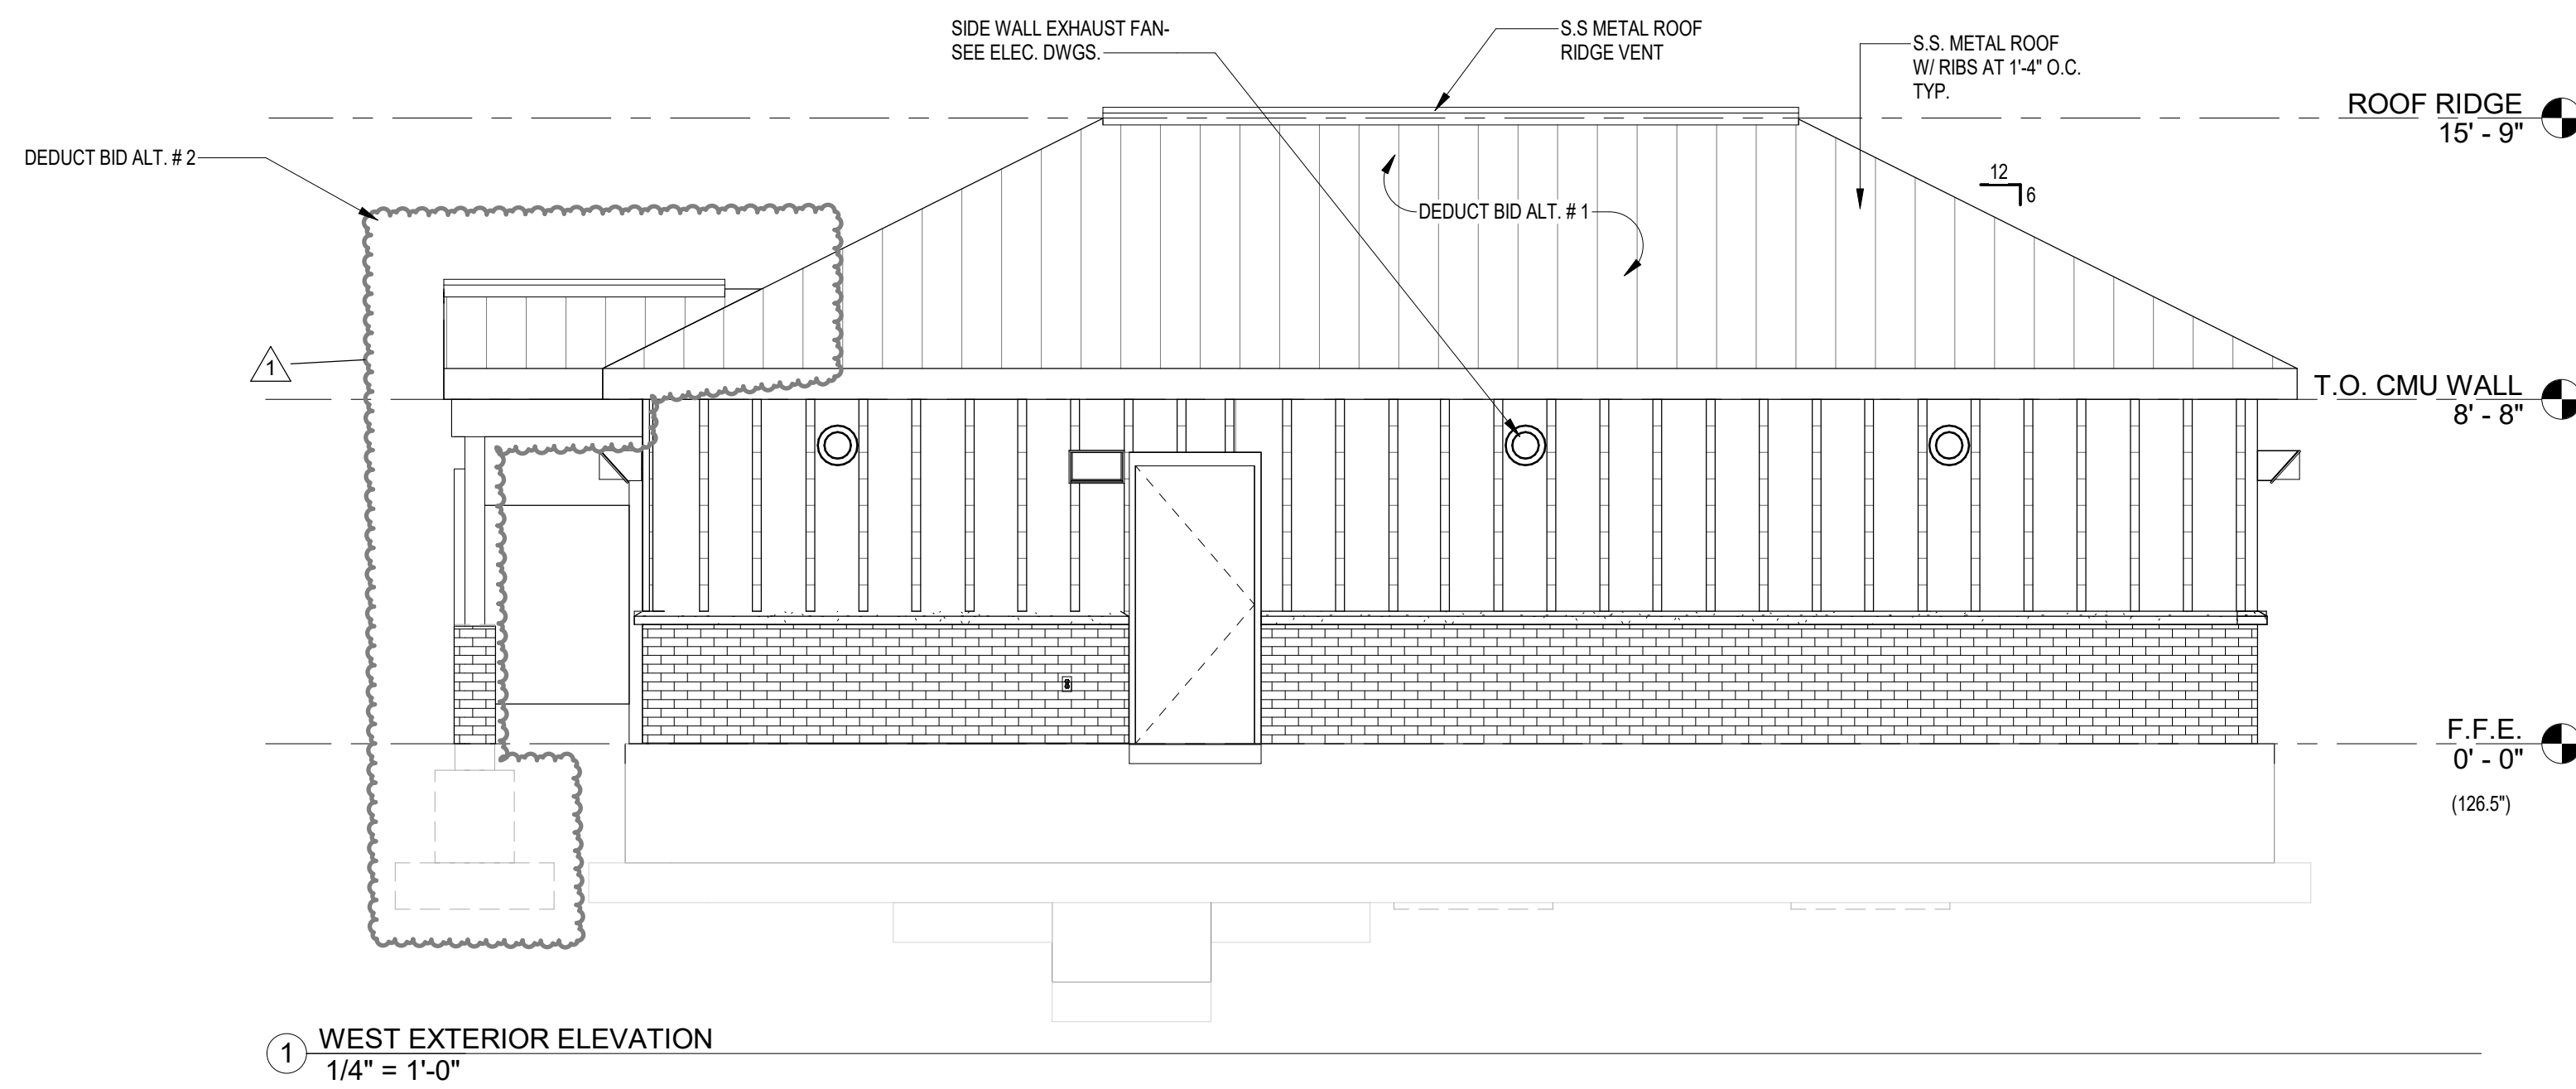 SIDE WALL EXHAUST FAN-
SEE ELEC. DWGS.
S.S METAL ROOF
RIDGE VENT
S.S. METAL ROOF
W/ RIBS AT 1'-4" O.C.
TYP.
ROOF RIDGE
15' - 9"
DEDUCT BID ALT. # 2
12
6
DEDUCT BID ALT. # 1
1
T.O. CMU WALL
8' - 8"
F.F.E.
0' - 0"
(126.5")
1
WEST EXTERIOR ELEVATION
1/4" = 1'-0"